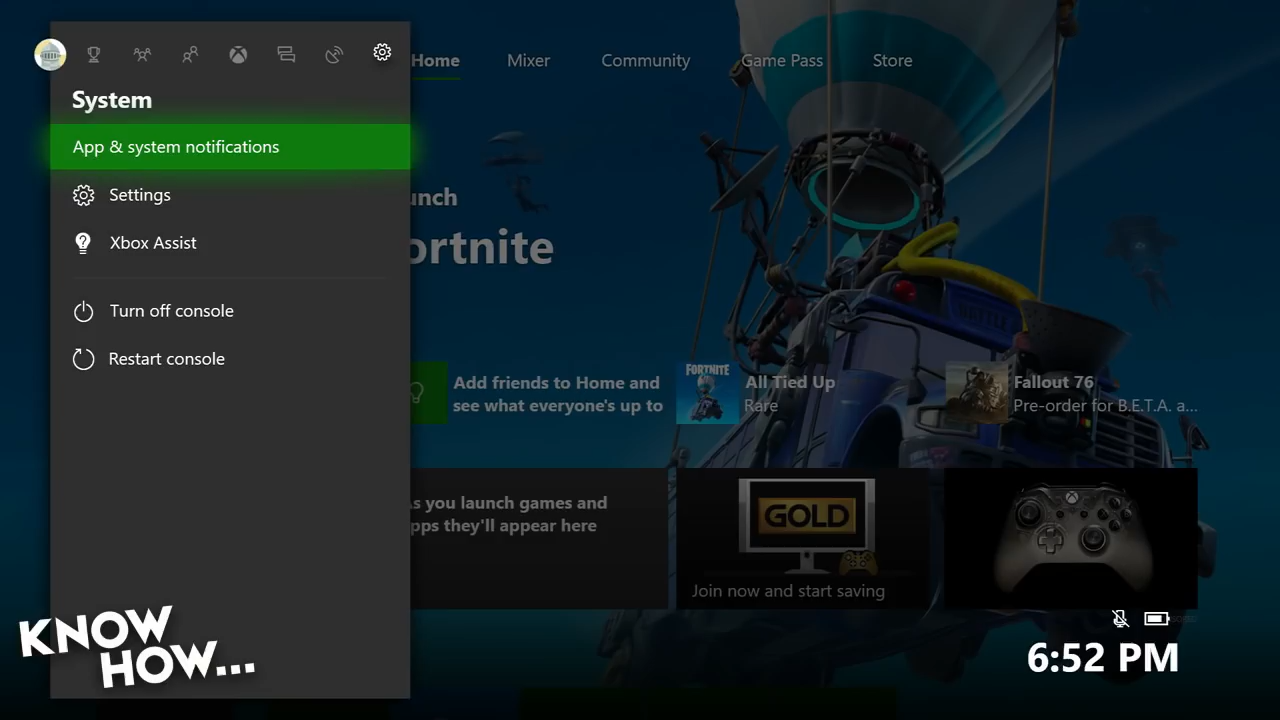 Home
Mixer
Community
Game Pass
Store
System
App & system notifications
Settings
Xbox Assist
Turn off console
Restart console
unch
ortnite
Add friends to Home and
see what everyone's up to
FORTNITE
All Tied Up
Rare
Fallout 76
Pre-order for B.E.T.A. a...
s you launch games and
pps they'll appear here
GOLD
Join now and start saving
BATTLE
KNOW
HOW...
6:52 PM